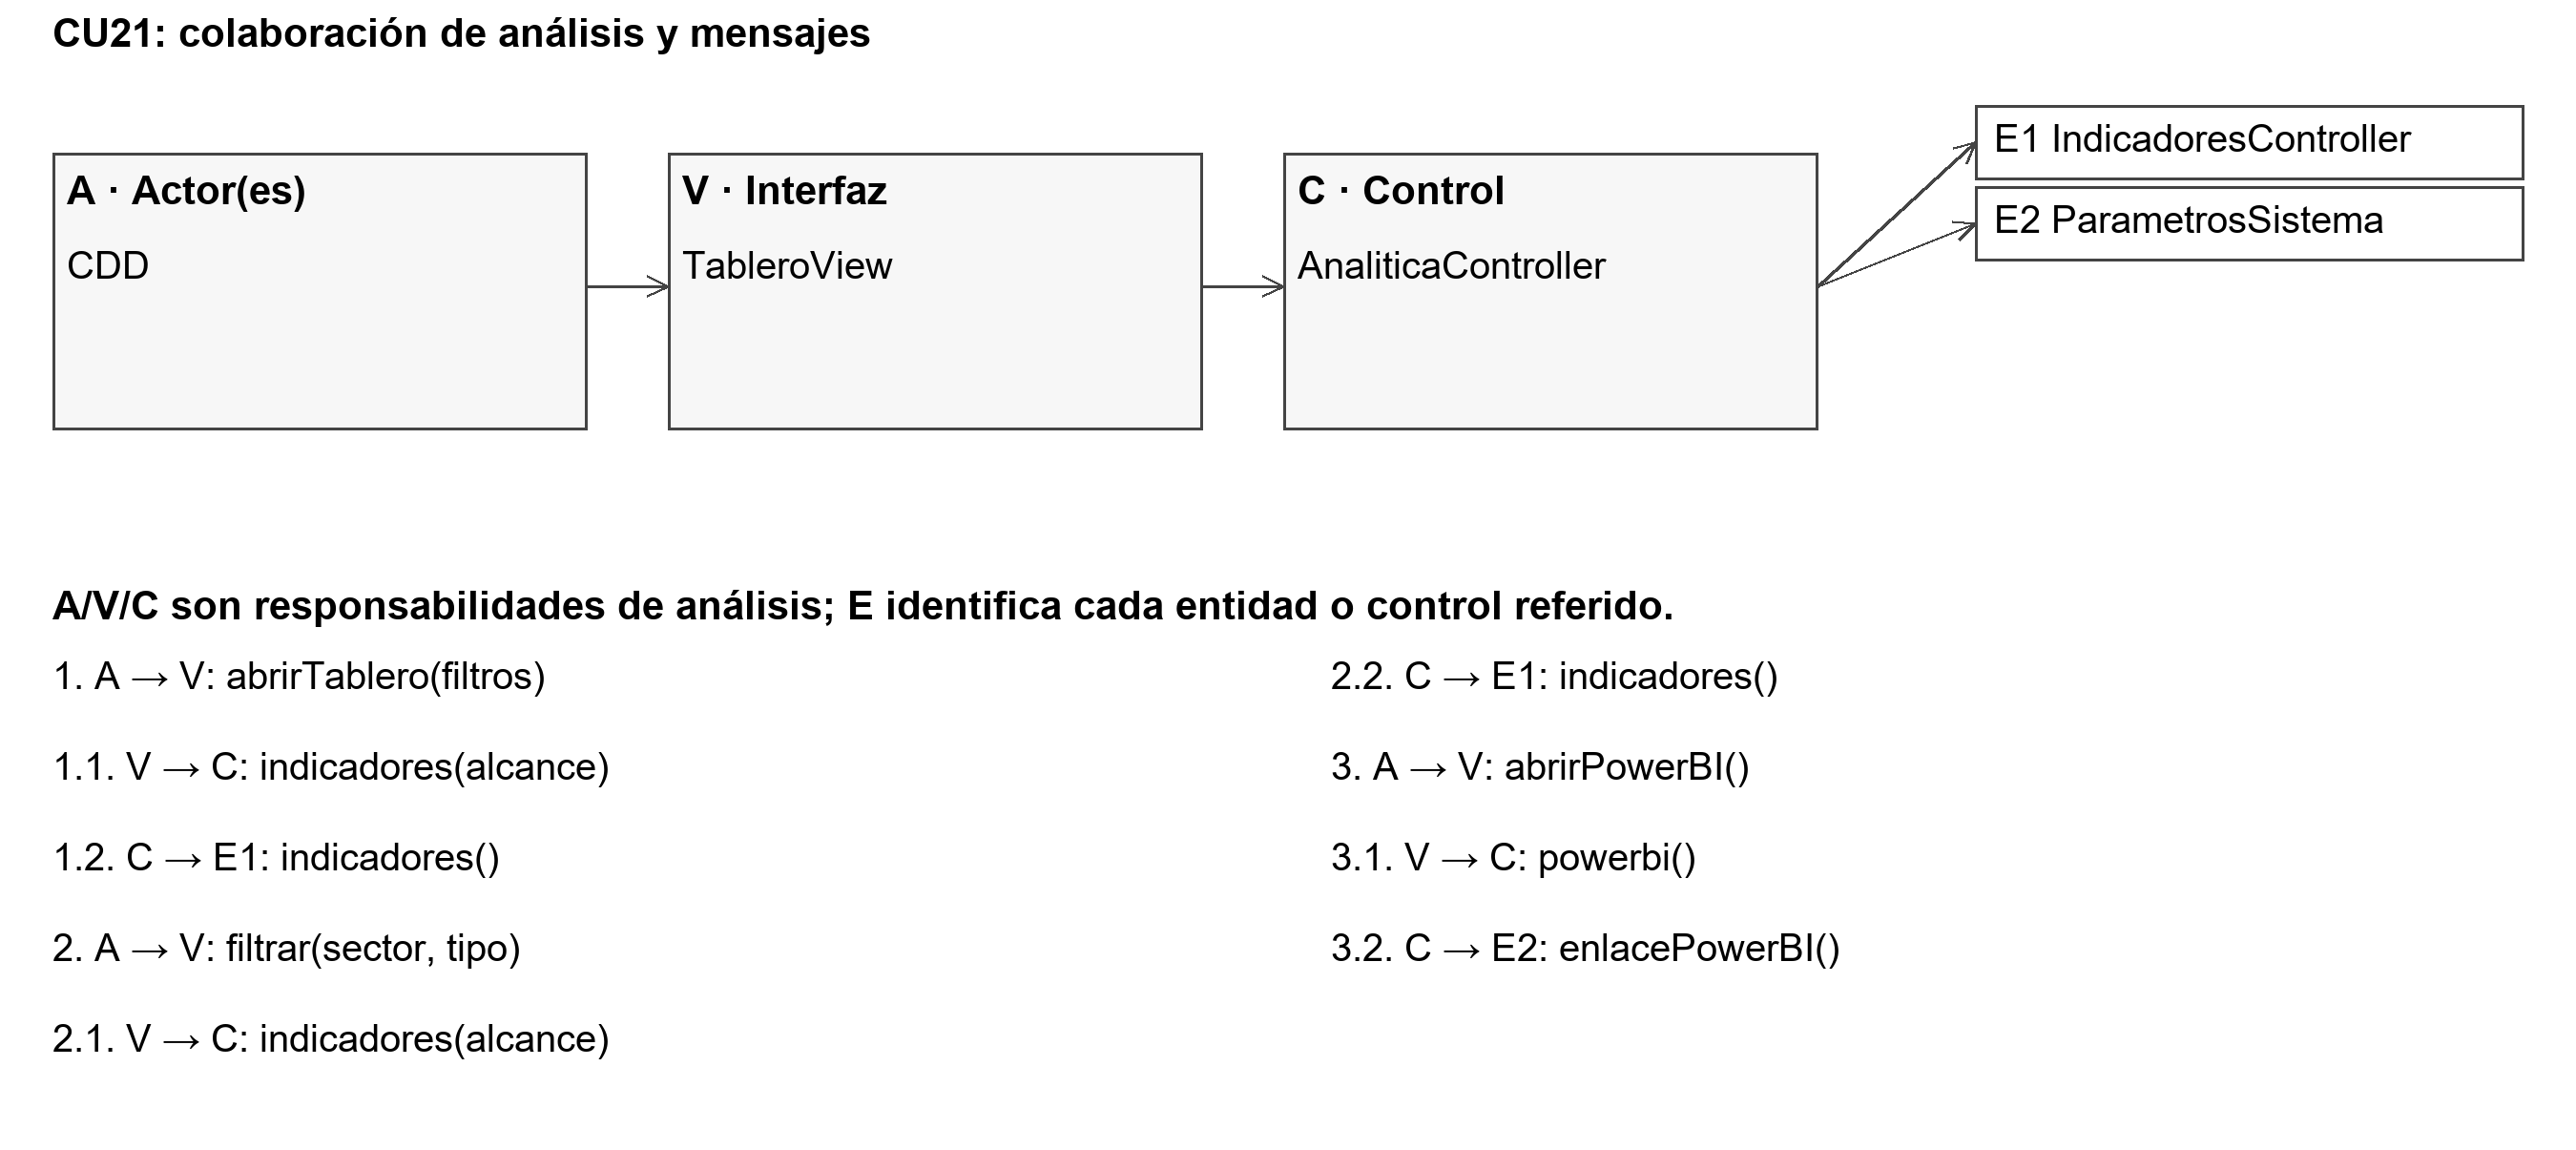 CU21: colaboración de análisis y mensajes
A · Actor(es)
CDD
V · Interfaz
TableroView
C · Control
AnaliticaController
E1 IndicadoresController
E2 ParametrosSistema
A/V/C son responsabilidades de análisis; E identifica cada entidad o control referido.
1. A → V: abrirTablero(filtros)
1.1. V → C: indicadores(alcance)
1.2. C → E1: indicadores()
2. A → V: filtrar(sector, tipo)
2.1. V → C: indicadores(alcance)
2.2. C → E1: indicadores()
3. A → V: abrirPowerBI()
3.1. V → C: powerbi()
3.2. C → E2: enlacePowerBI()